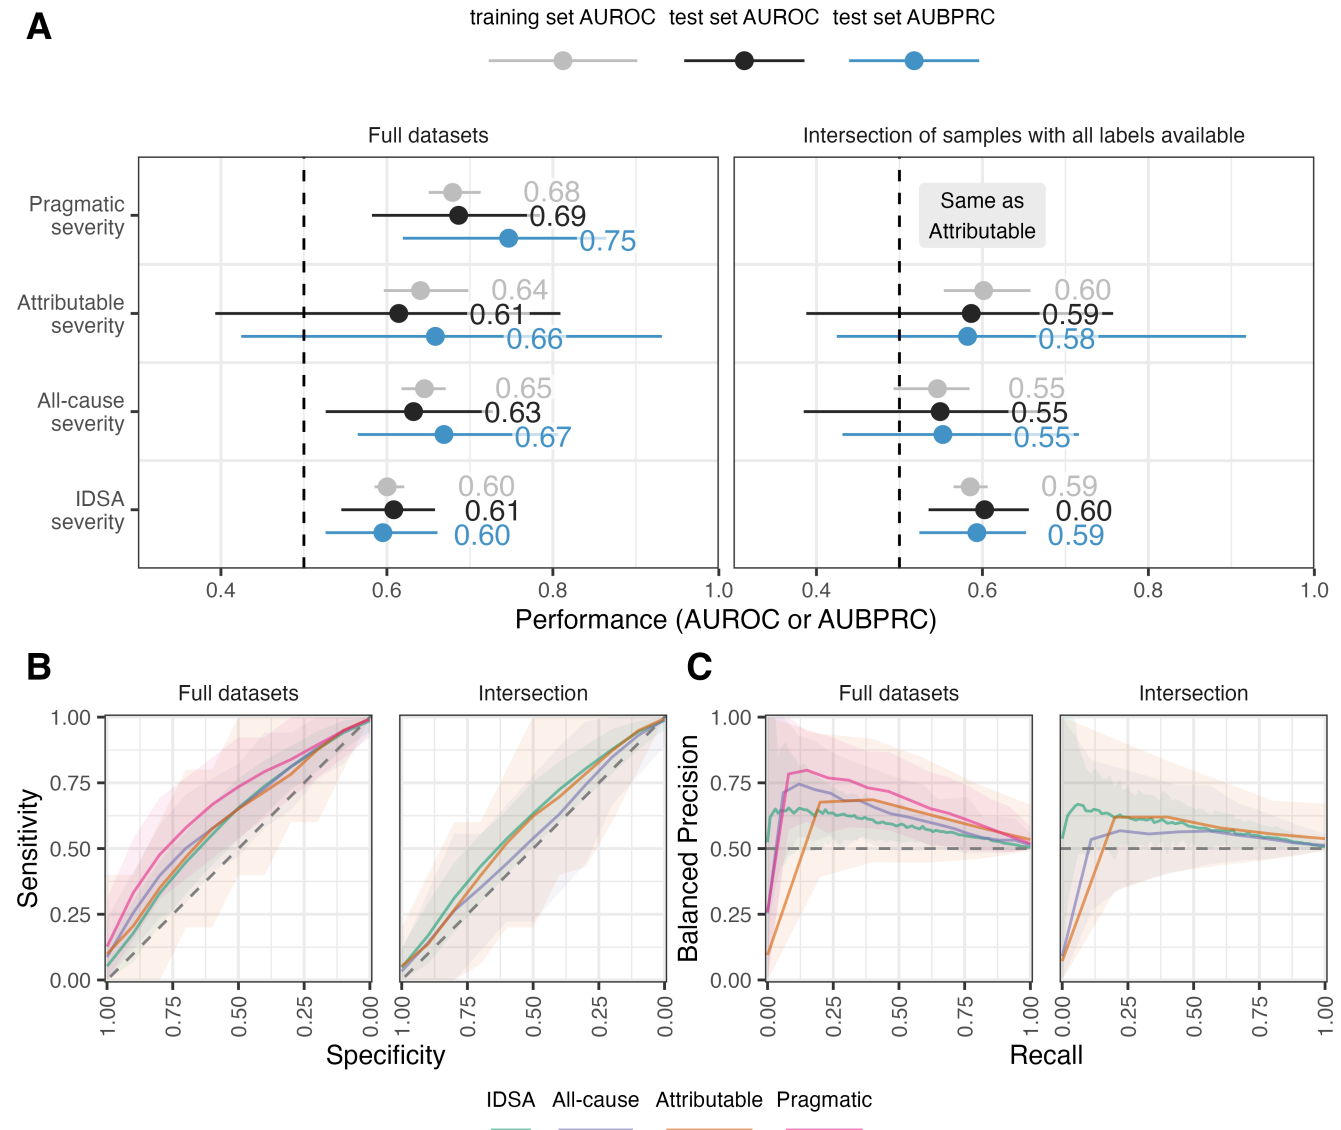 A
training set AUROC test set AUROC test set AUBPRC
Full datasets
Intersection of samples with all labels available
Pragmatic
severity
Attributable
severity
All-cause
severity
IDSA
severity
0.68
0.69
0.75
0.64
0.61
0.66
0.65
0.63
0.67
0.60
0.61
0.60
Same as
Attributable
0.60
0.59
0.58
0.55
0.55
0.55
0.59
0.60
0.59
0.4 0.6 0.8 1.0
0.4 0.6 0.8 1.0
Performance (AUROC or AUBPRC)
B
Full datasets
Intersection
Sensitivity
1.00
0.75
0.50
0.25
0.00
1.00 0.75 0.50 0.25 0.00
1.00 0.75 0.50 0.25 0.00
Specificity
C
Full datasets
Intersection
Balanced Precision
1.00
0.75
0.50
0.25
0.00
0.00 0.25 0.50 0.75 1.00
0.00 0.25 0.50 0.75 1.00
Recall
IDSA All-cause Attributable Pragmatic